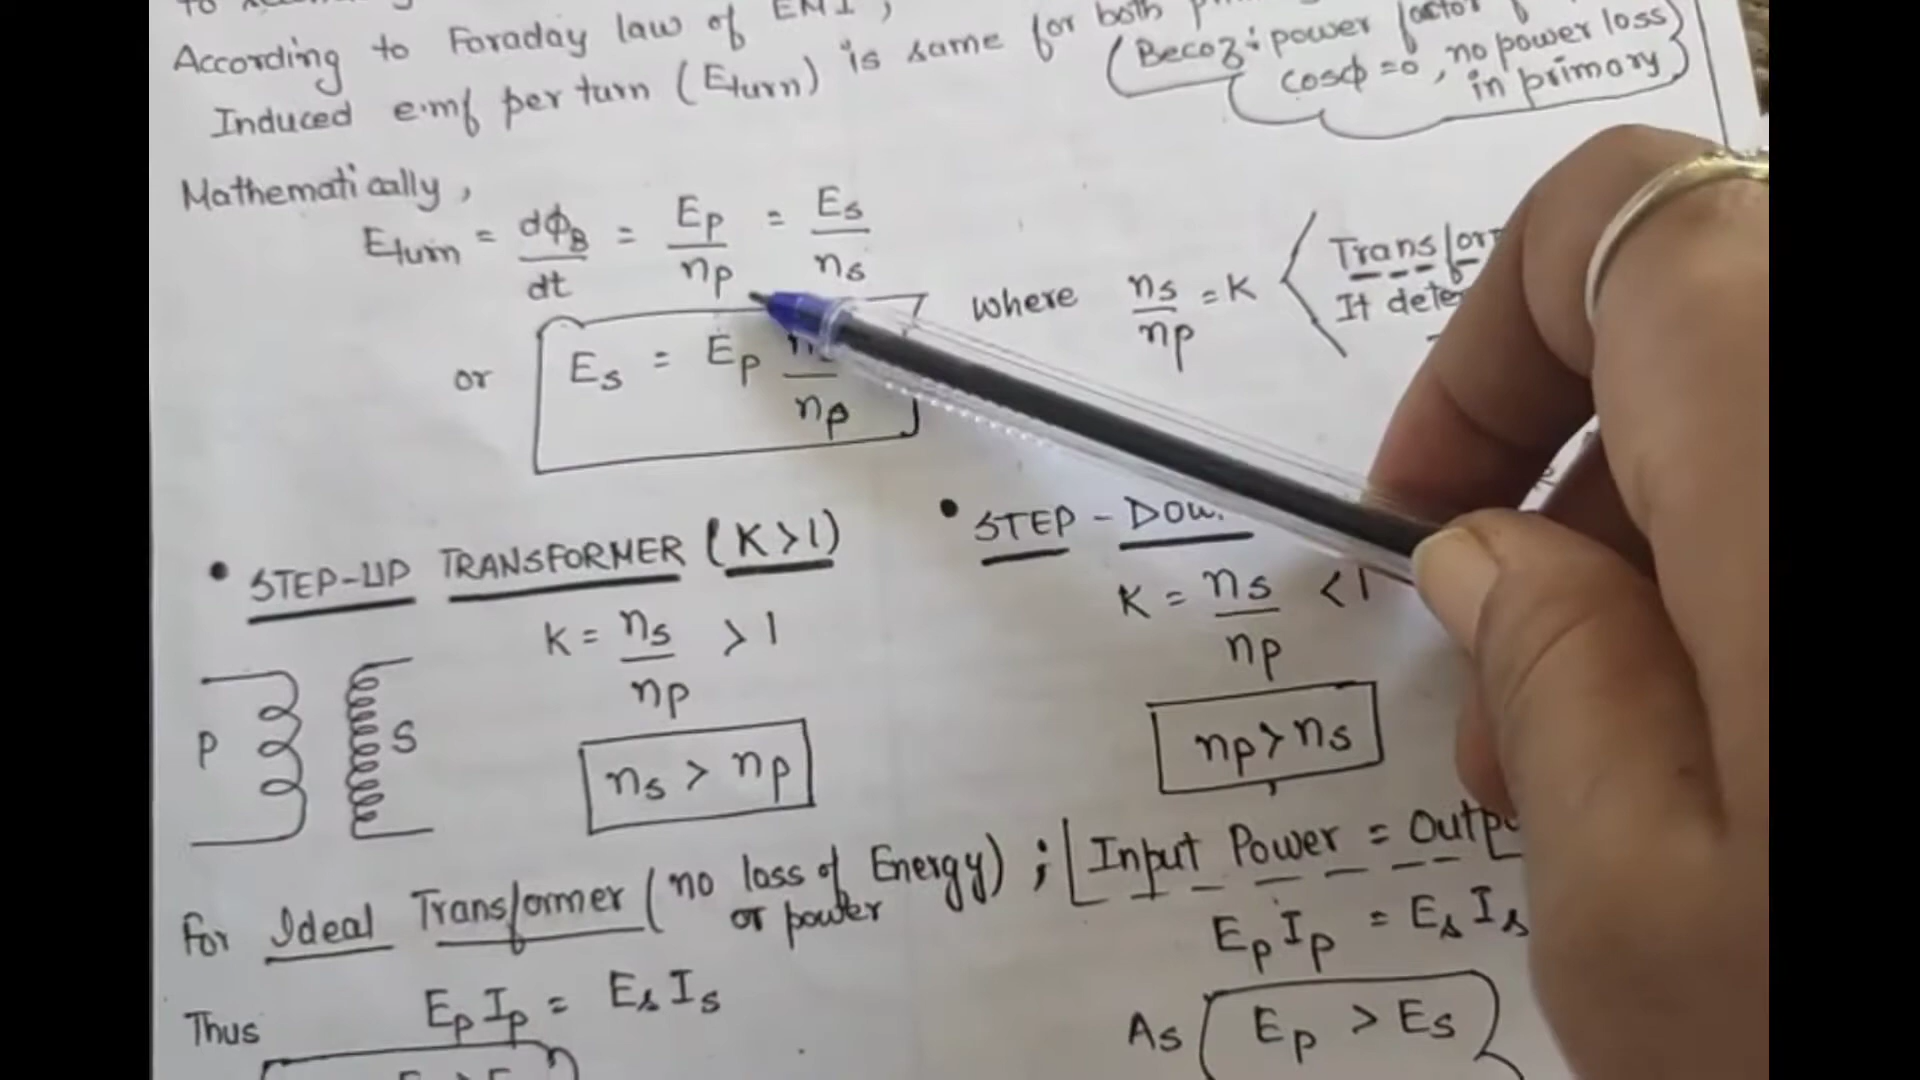 According to Faraday law of EMI,
Induced e.mf per turn (Eturn) is same for both
(Becoz: power factor
cosφ = 0, no power loss
in primary)
Mathematically,
Eturn = dφB/dt = Ep/np = Es/ns
where ns/np = K
It
or Es = Ep /np
• STEP-UP TRANSFORMER (K>1)
K = ns/np > 1
P S
ns > np
• STEP-
K = ns/np < 1
np > ns
For Ideal Transformer (no loss of Energy) ; Input Power =
or power
Ep Ip = Es Is
Thus Ep Ip = Es Is
As Ep > Es